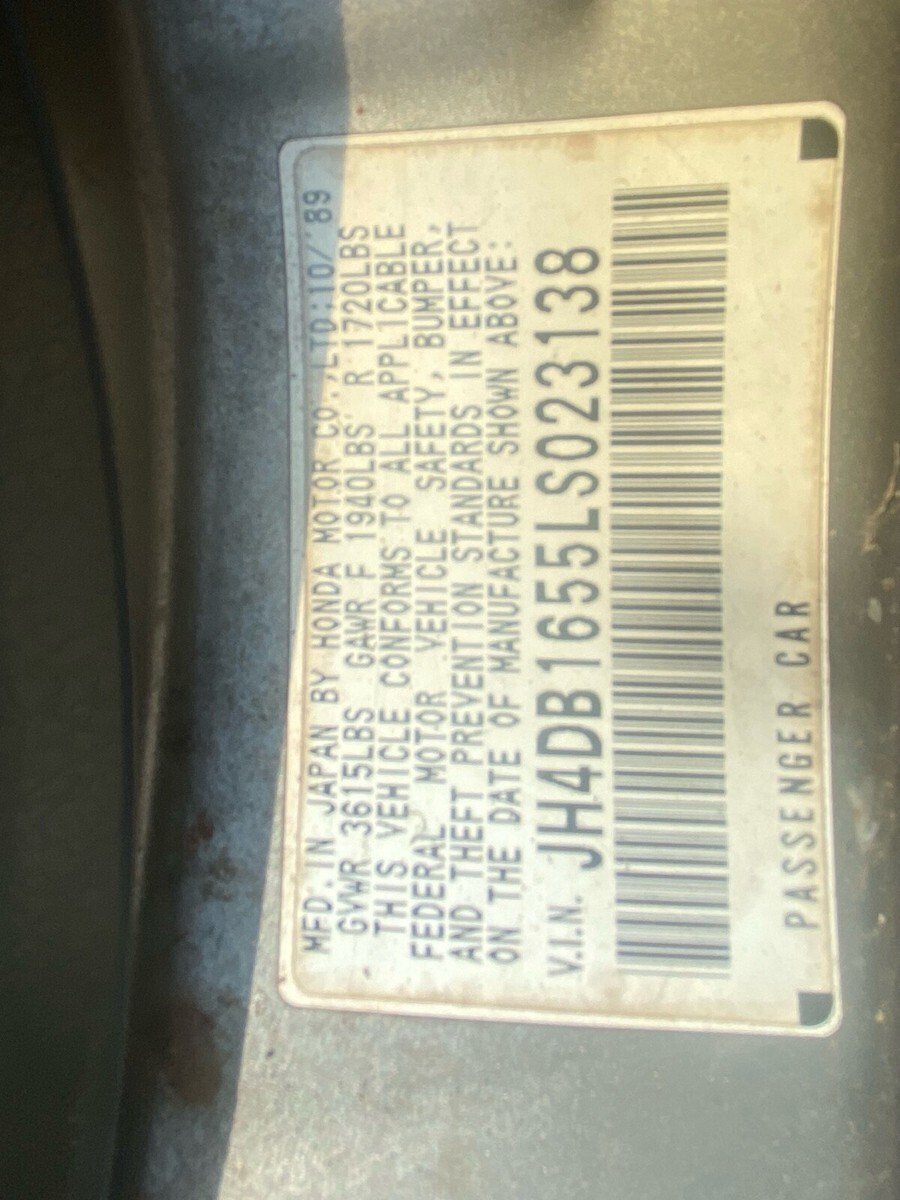 MFD. IN JAPAN BY HONDA MOTOR CO.,LTD:10/'89
GVWR 3615LBS GAWR F 1940LBS R 1720LBS
THIS VEHICLE CONFORMS TO ALL APPLICABLE
FEDERAL MOTOR VEHICLE SAFETY, BUMPER,
AND THEFT PREVENTION STANDARDS IN EFFECT
ON THE DATE OF MANUFACTURE SHOWN ABOVE:
V.I.N. JH4DB1655LS023138
PASSENGER CAR